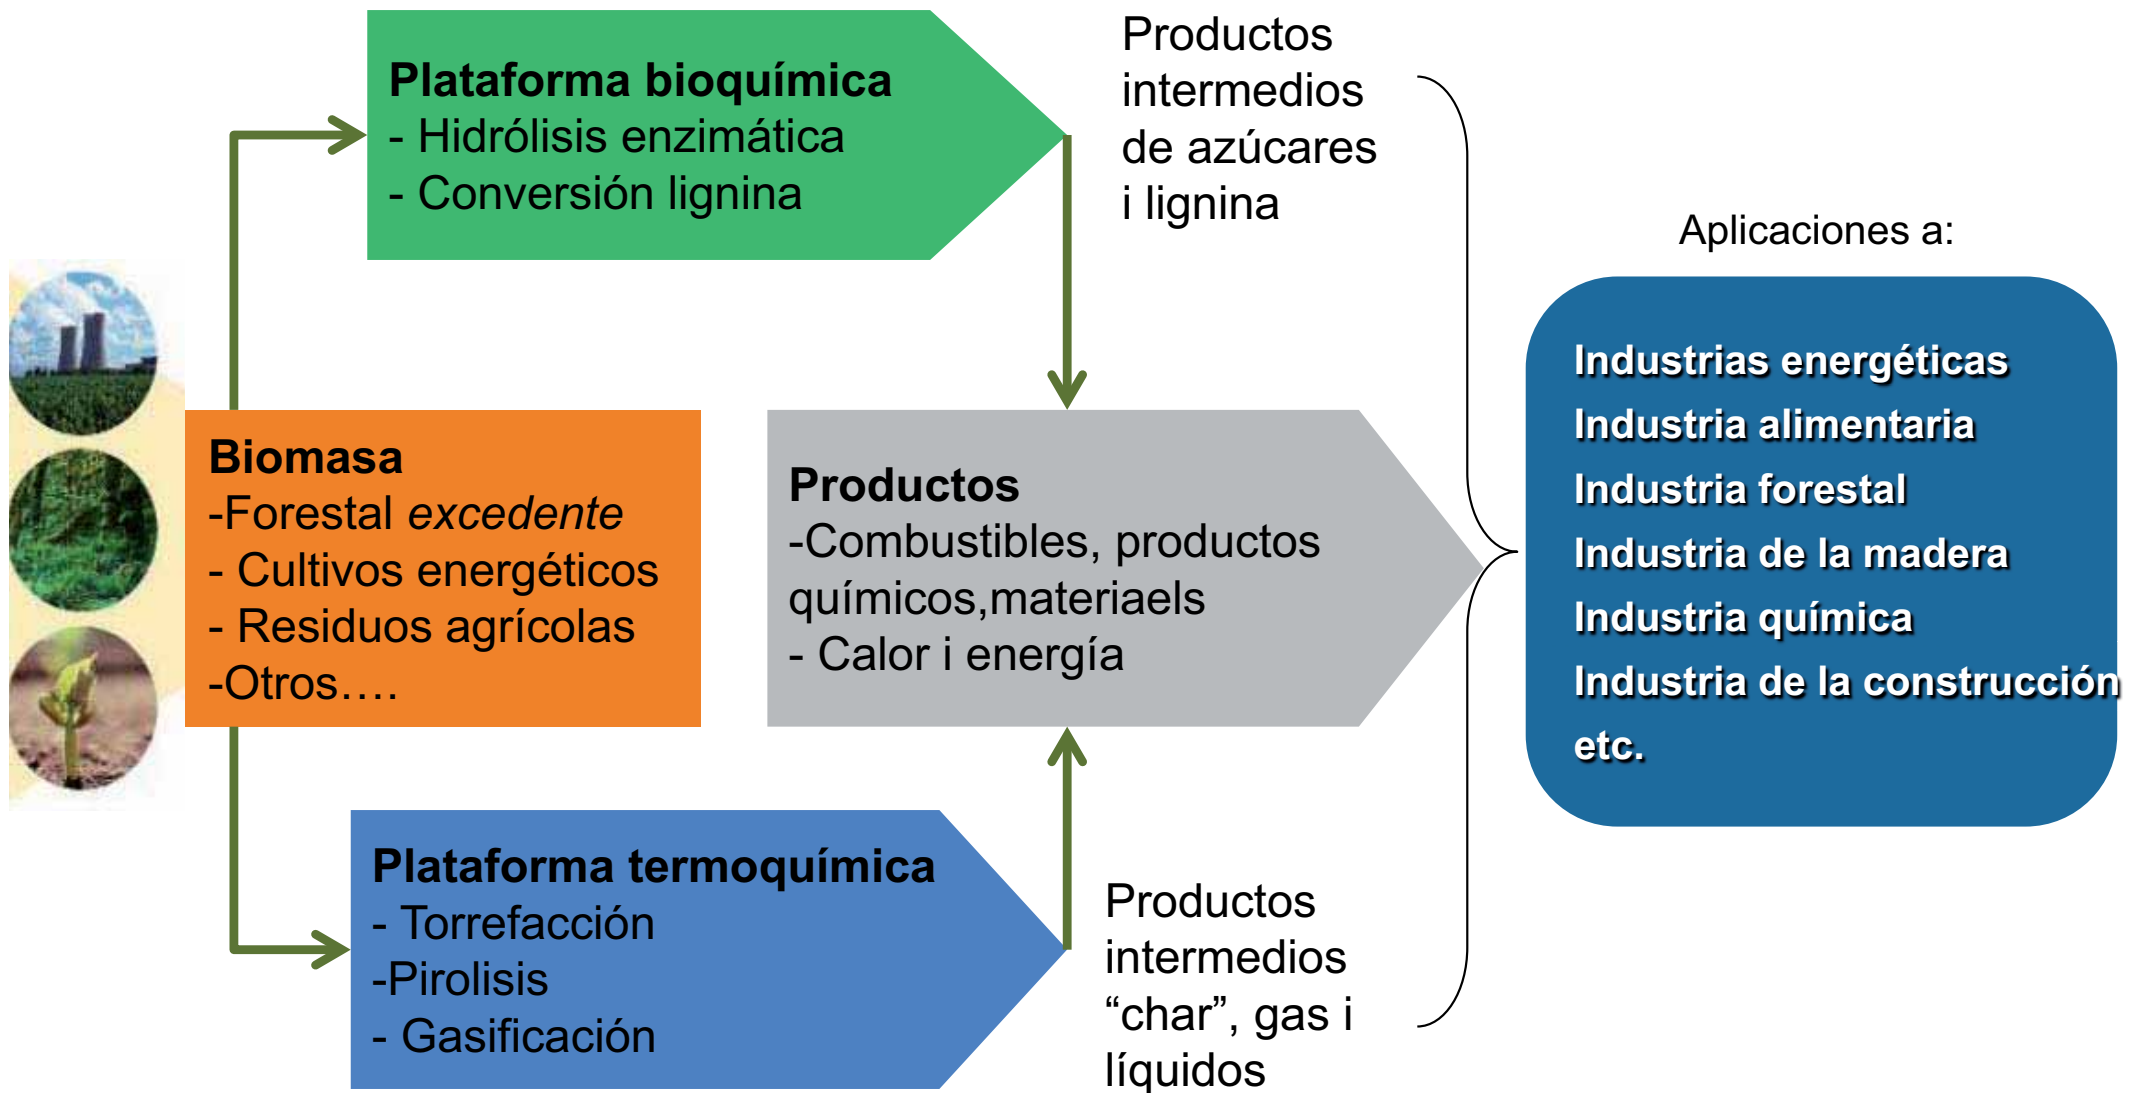 Plataforma bioquímica
- Hidrólisis enzimática
- Conversión lignina
Productos
intermedios
de azúcares
i lignina
Biomasa
-Forestal excedente
- Cultivos energéticos
- Residuos agrícolas
-Otros….
Productos
-Combustibles, productos
químicos,materiaels
- Calor i energía
Plataforma termoquímica
- Torrefacción
-Pirolisis
- Gasificación
Productos
intermedios
“char”, gas i
líquidos
Aplicaciones a:
Industrias energéticas
Industria alimentaria
Industria forestal
Industria de la madera
Industria química
Industria de la construcción
etc.